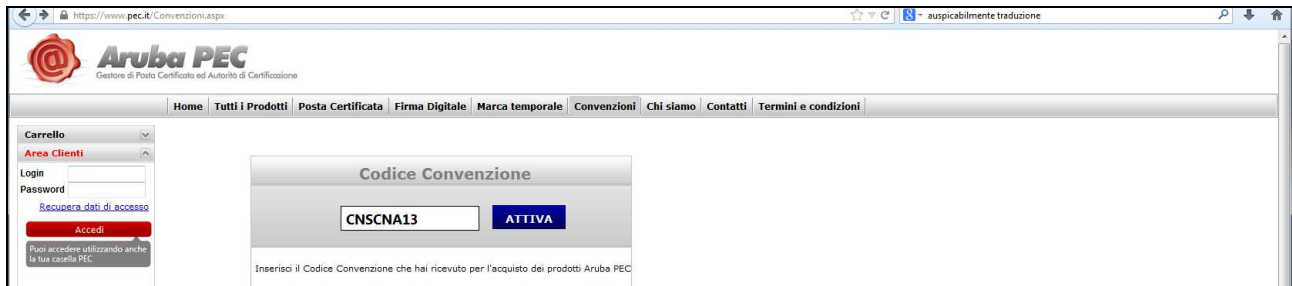 https://www.pec.it/Convenzioni.aspx
auspicabilmente traduzione
Aruba PEC
Gestore di Posta Certificata ed Autorità di Certificazione
Home Tutti i Prodotti Posta Certificata Firma Digitale Marca temporale Convenzioni Chi siamo Contatti Termini e condizioni
Carrello
Area Clienti
Login
Password
Recupera dati di accesso
Accedi
Puoi accedere utilizzando anche
la tua casella PEC
Codice Convenzione
CNSCNA13 ATTIVA
Inserisci il Codice Convenzione che hai ricevuto per l'acquisto dei prodotti Aruba PEC